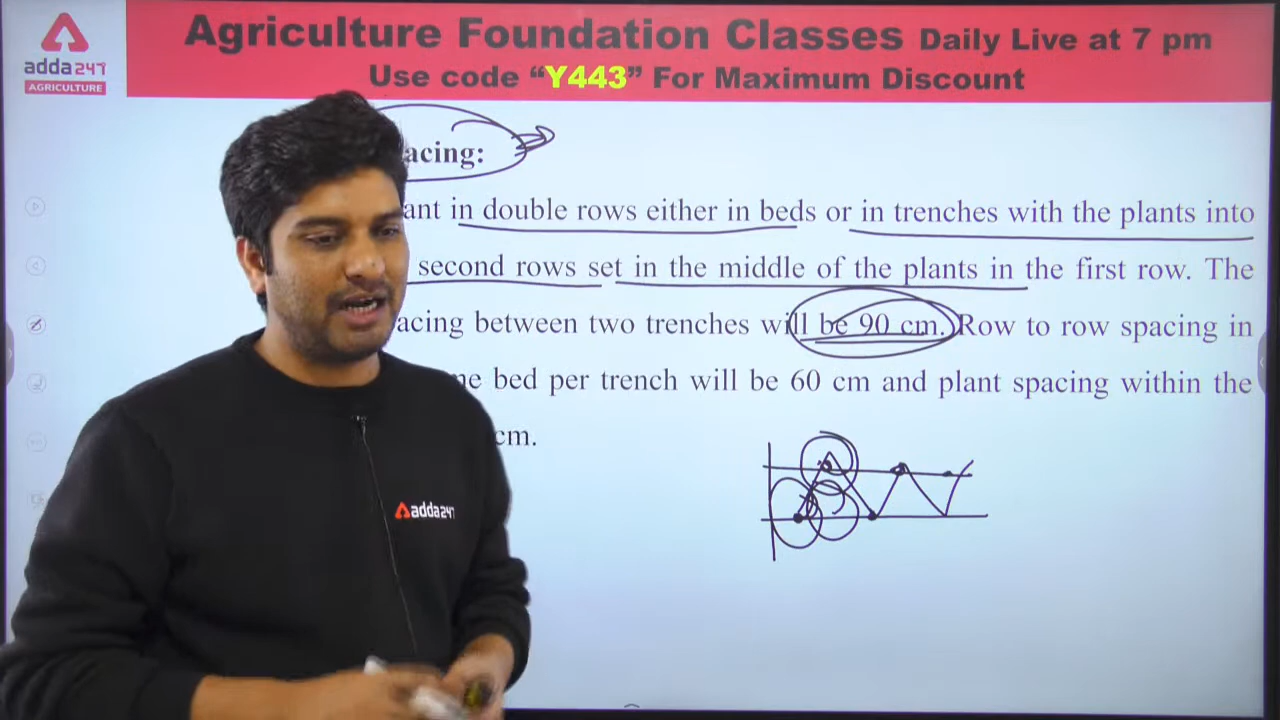 Agriculture Foundation Classes Daily Live at 7 pm
Use code “Y443” For Maximum Discount
adda247
AGRICULTURE
acing:
ant in double rows either in beds or in trenches with the plants into
second rows set in the middle of the plants in the first row. The
acing between two trenches will be 90 cm. Row to row spacing in
bed per trench will be 60 cm and plant spacing within the
cm.
adda247